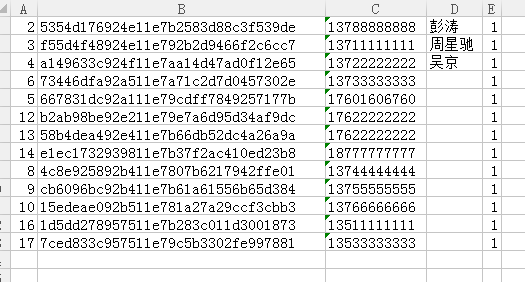 A B C D E
2 5354d176924e11e7b2583d88c3f539de 13788888888 彭涛 1
3 f55d4f48924e11e792b2d9466f2c6cc7 13711111111 周星驰 1
4 a149633c924f11e7aa14d47ad0f12e65 13722222222 吴京 1
6 73446dfa92a511e7a71c2d7d0457302e 13733333333 1
5 667831dc92a111e79cdff7849257177b 17601606760 1
12 b2ab98be92e211e79e7a6d95d34af9dc 17622222222 1
13 58b4dea492e411e7b66db52dc4a26a9a 17622222222 1
14 e1ec1732939811e7b37f2ac410ed23b8 18777777777 1
8 4c8e925892b411e7807b6217942ffe01 13744444444 1
9 cb6096bc92b411e7b61a61556b65d384 13755555555 1
10 15edeae092b511e781a27a29ccf3cbb3 13766666666 1
16 1d5dd278957511e7b283c011d3001873 13511111111 1
17 7ced833c957511e79c5b3302fe997881 13533333333 1